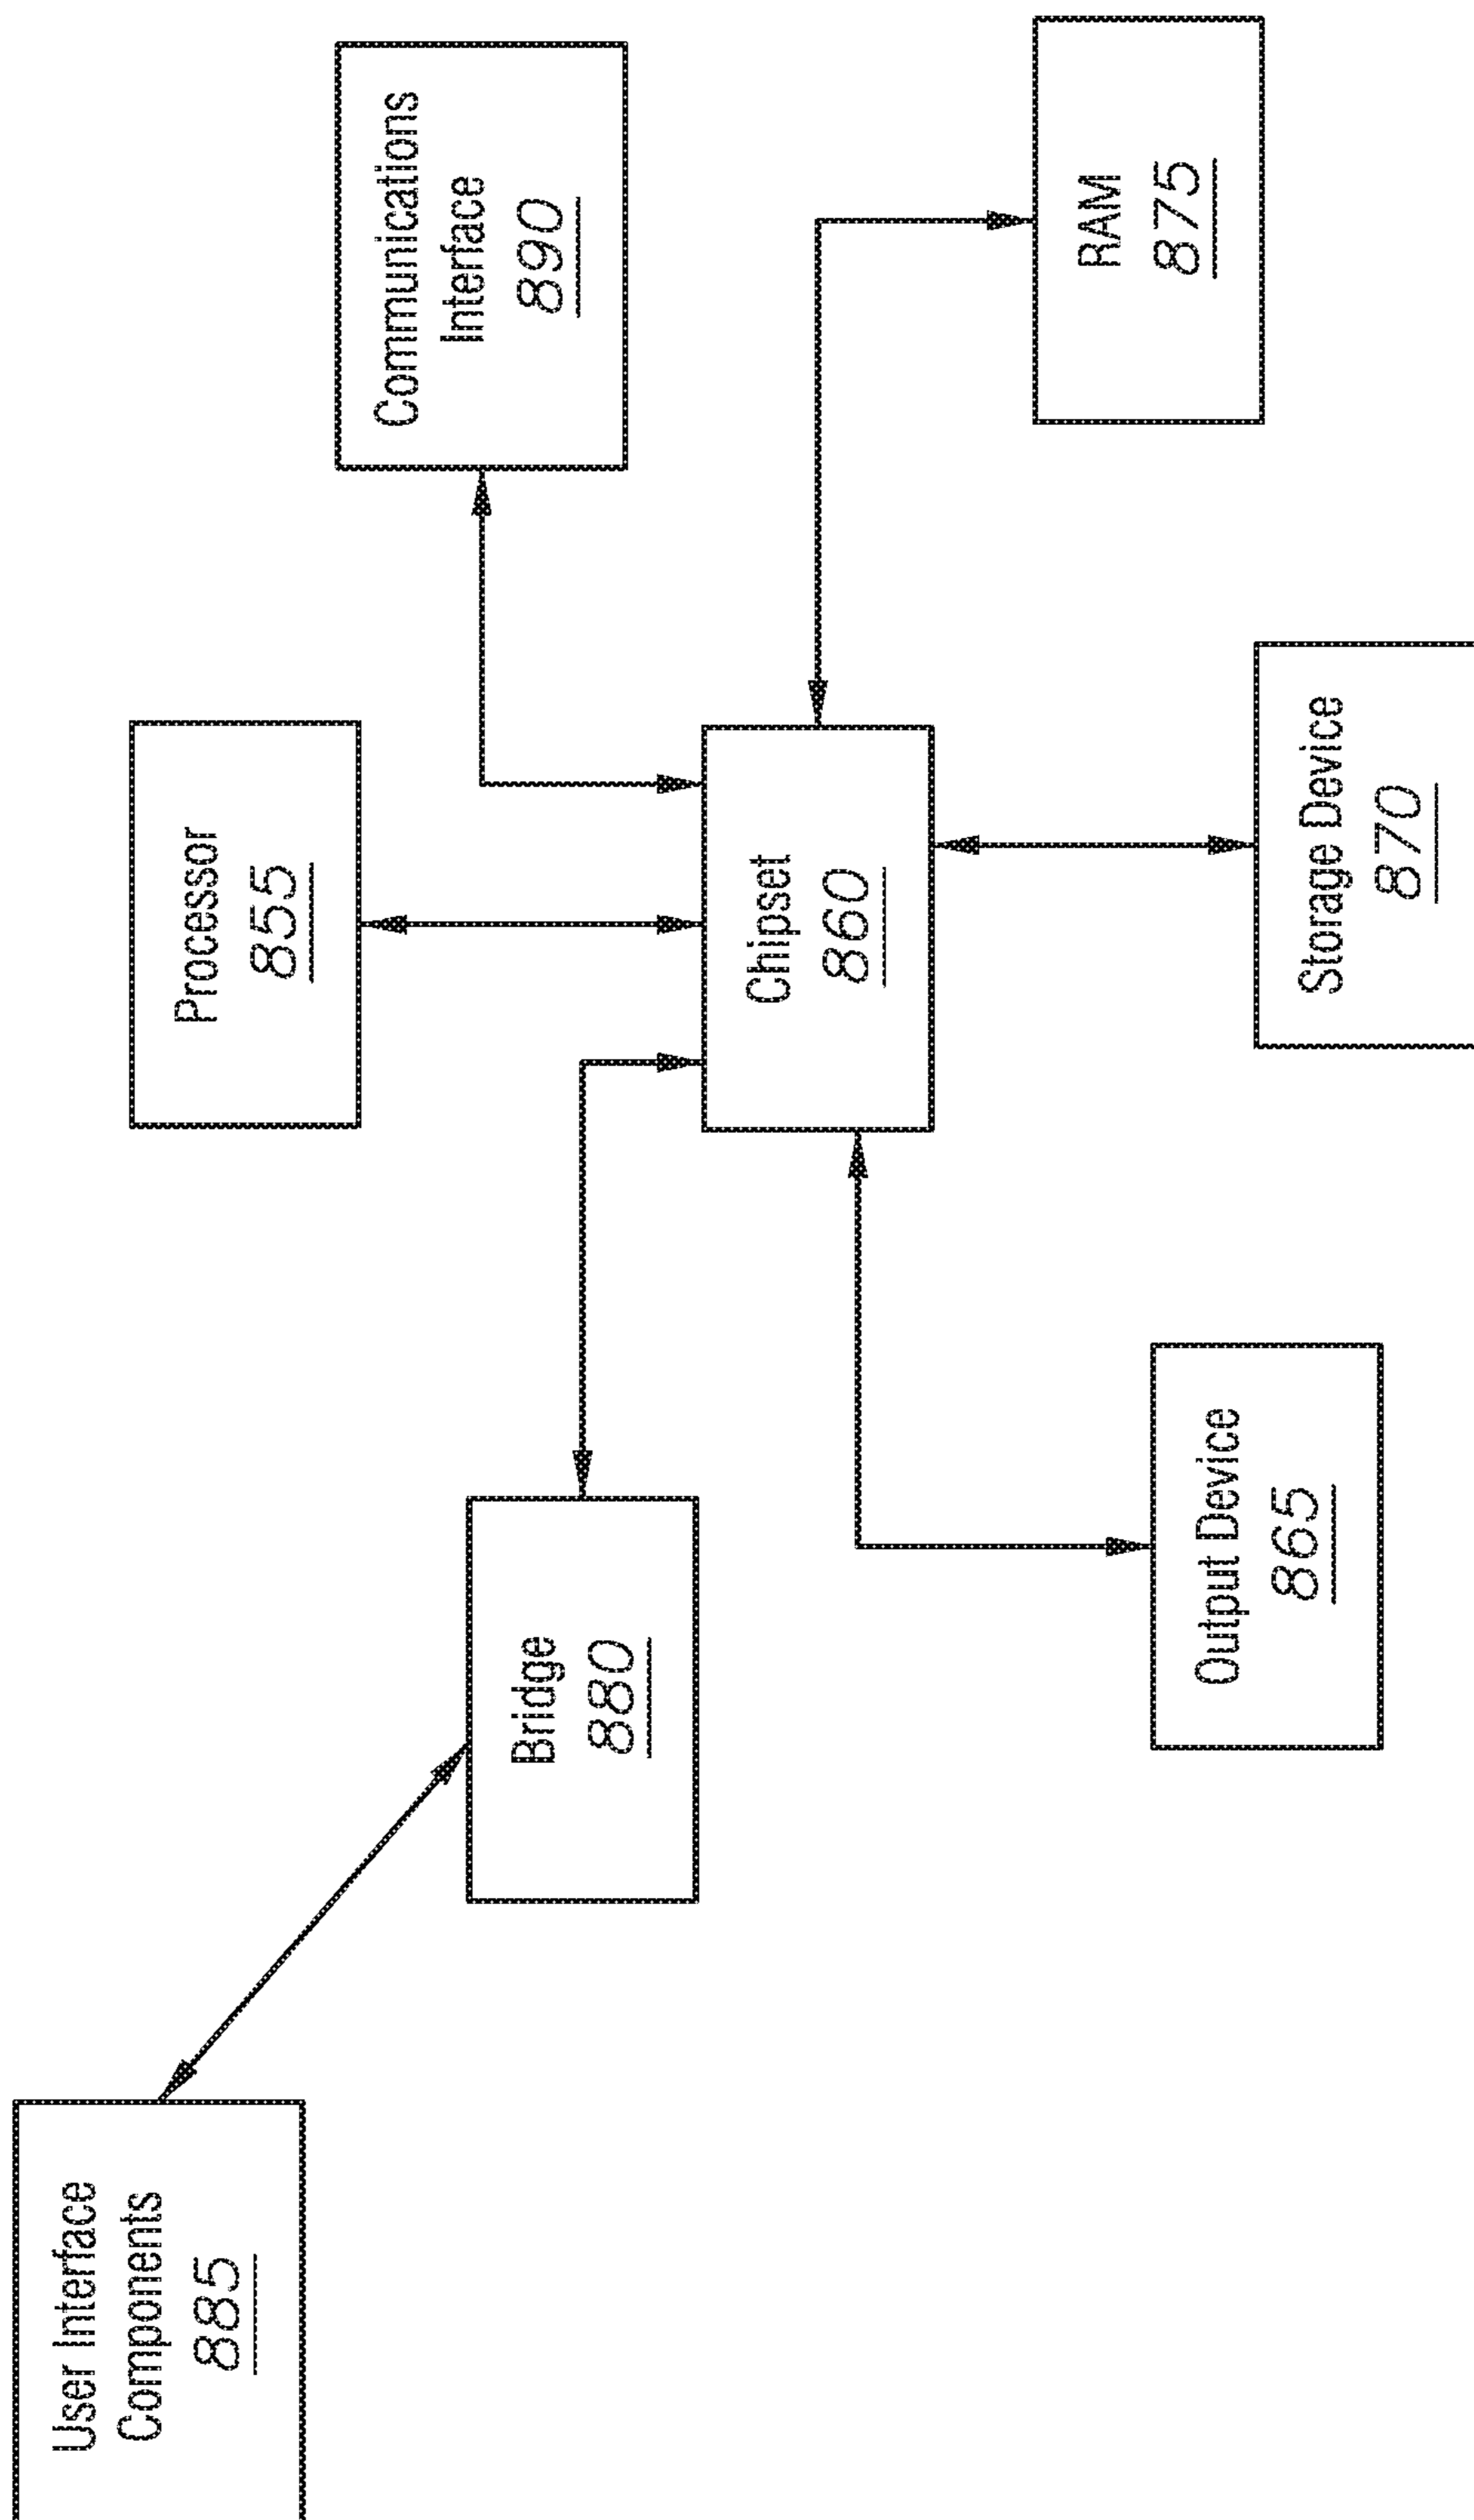 User Interface
Components
885
Processor
855
Communications
Interface
890
Bridge
880
Chipset
860
RAM
875
Output Device
865
Storage Device
870